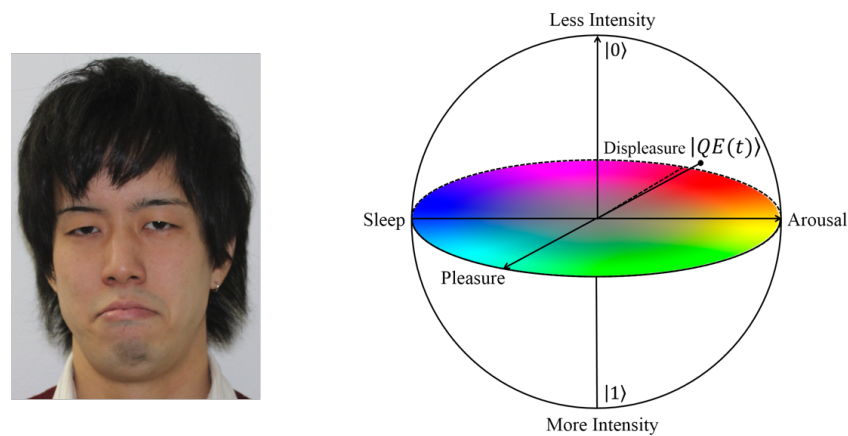 Less Intensity
|0⟩
Displeasure |QE(t)⟩
Sleep
Arousal
Pleasure
|1⟩
More Intensity